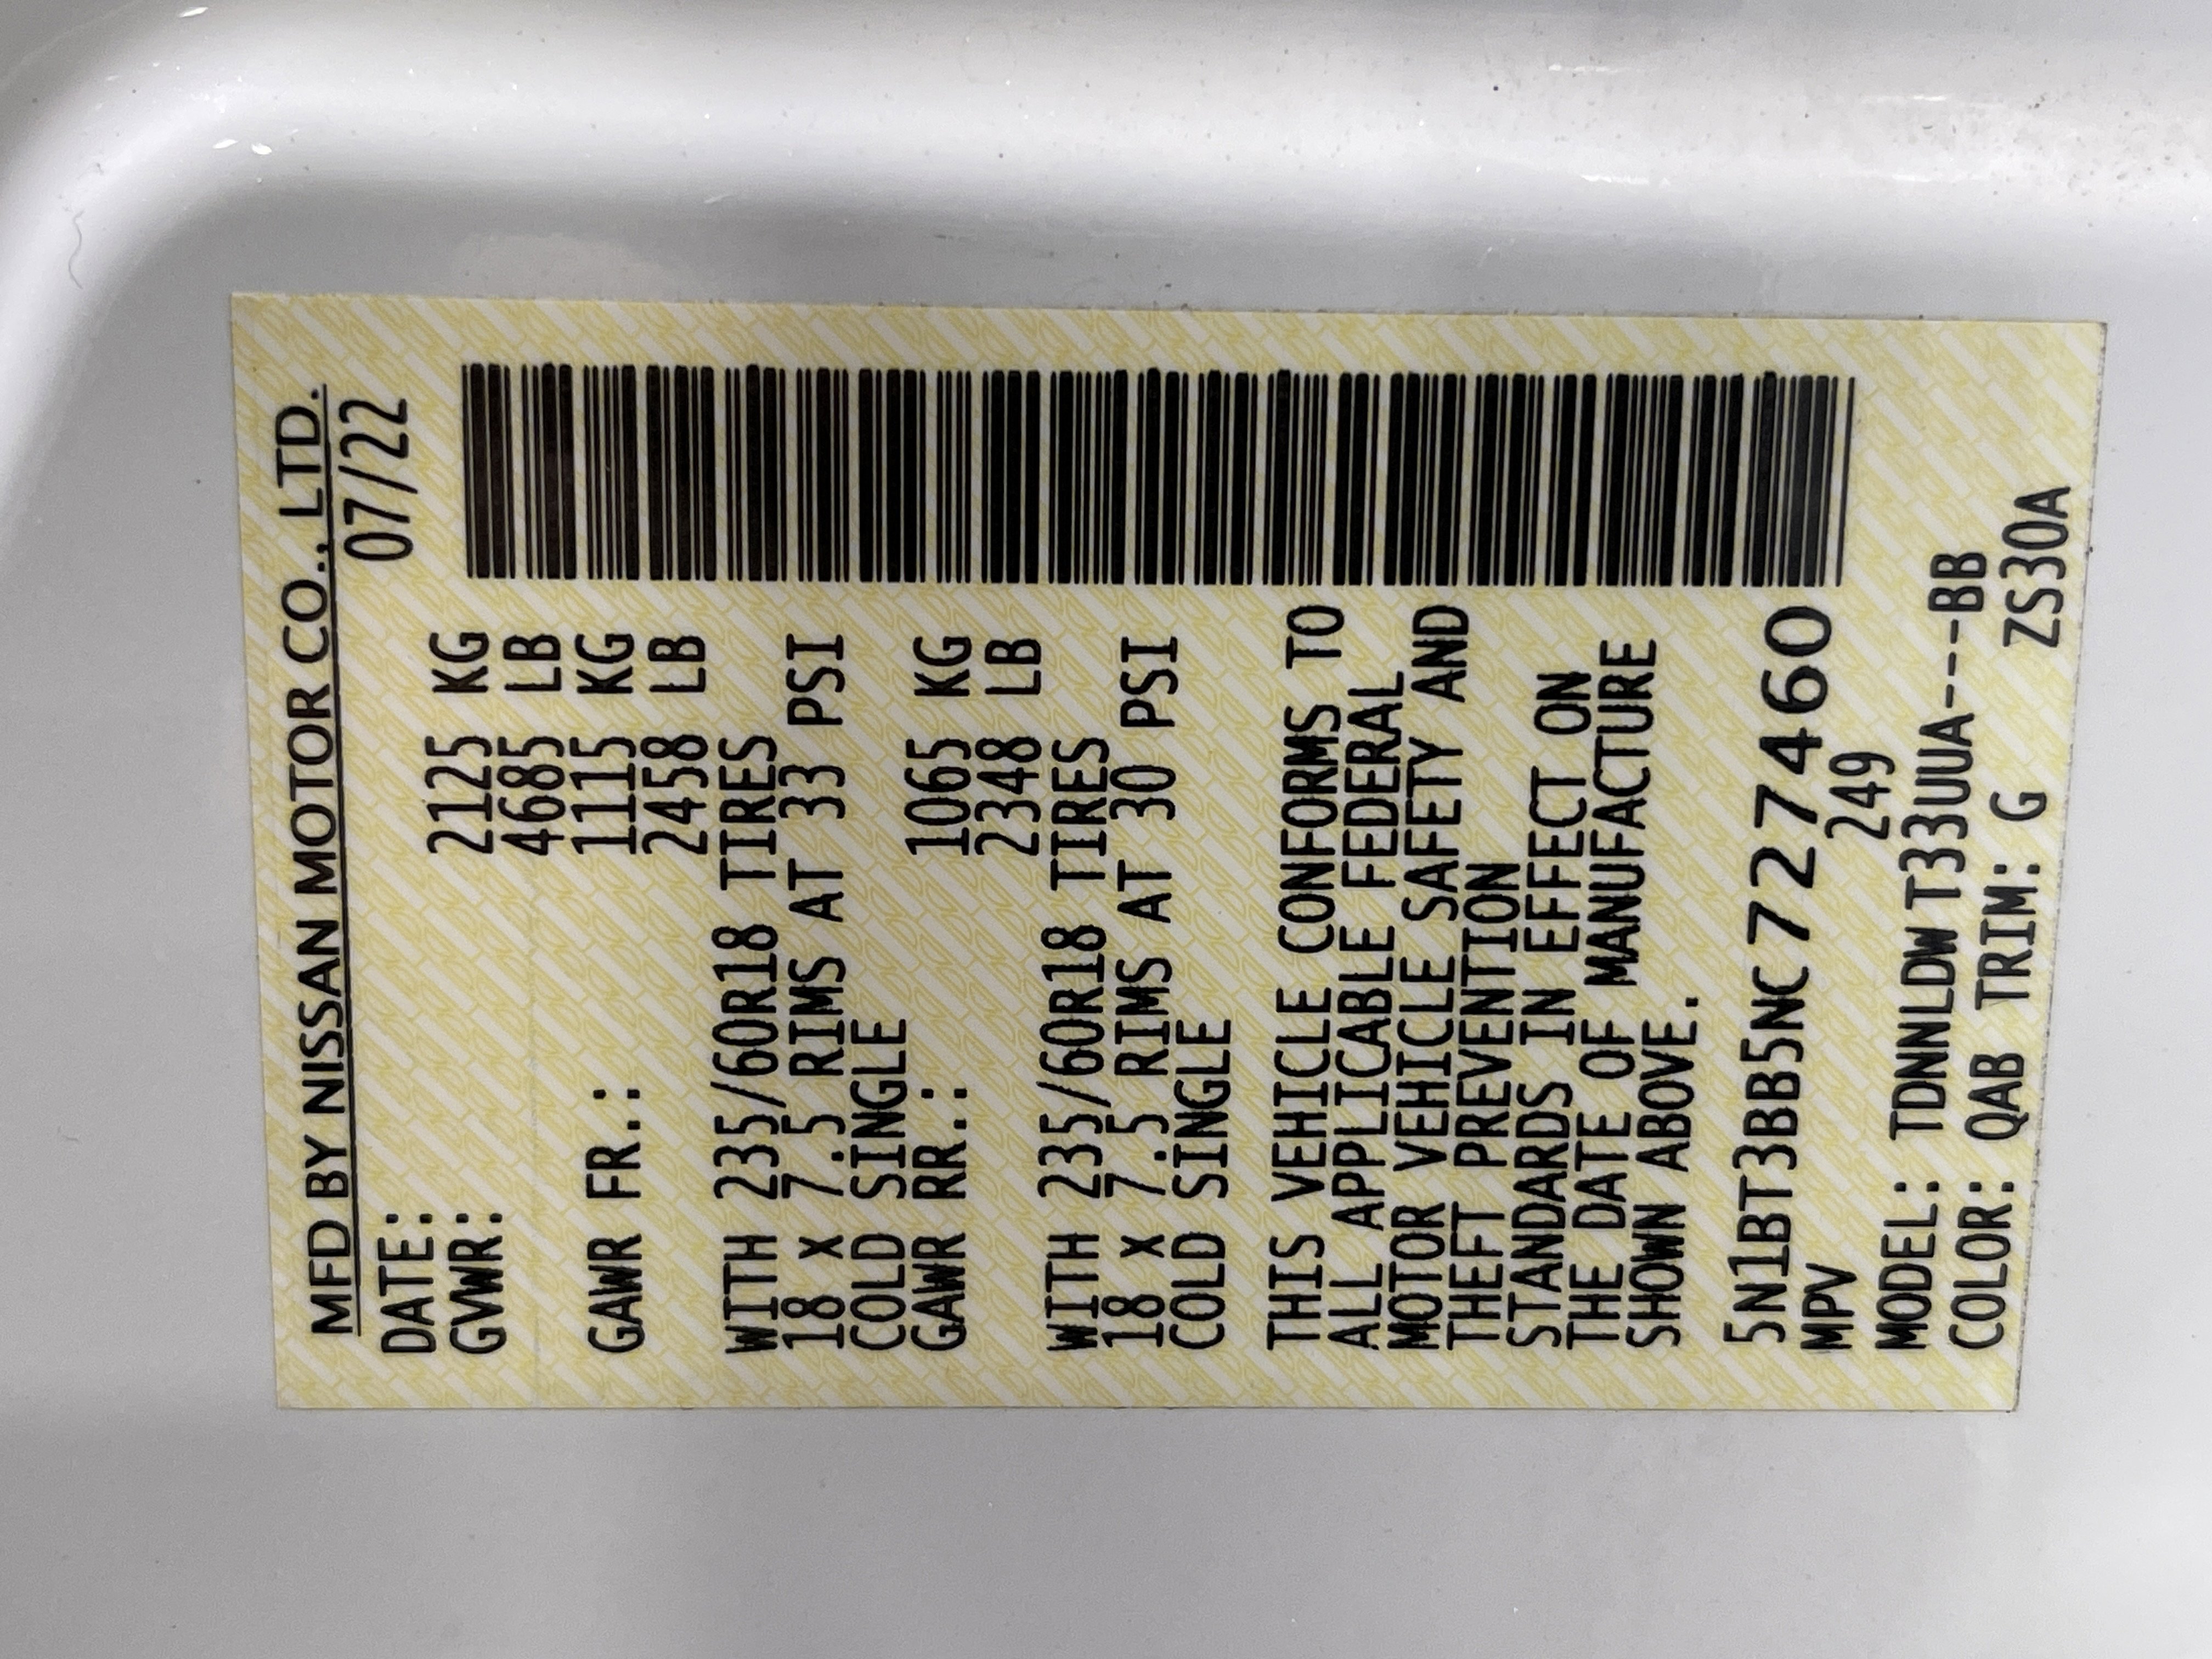 MFD BY NISSAN MOTOR CO., LTD.
DATE: 07/22
GVWR: 2125 KG
4685 LB
GAWR FR.: 1115 KG
2458 LB
WITH 235/60R18 TIRES
18 x 7.5 RIMS AT 33 PSI
COLD SINGLE
GAWR RR.: 1065 KG
2348 LB
WITH 235/60R18 TIRES
18 x 7.5 RIMS AT 30 PSI
COLD SINGLE
THIS VEHICLE CONFORMS TO
ALL APPLICABLE FEDERAL
MOTOR VEHICLE SAFETY AND
THEFT PREVENTION
STANDARDS IN EFFECT ON
THE DATE OF MANUFACTURE
SHOWN ABOVE.
5N1BT3BB5NC727460
MPV 249
MODEL: TDNNLDW T33UUA---BB
COLOR: QAB TRIM: G ZS30A